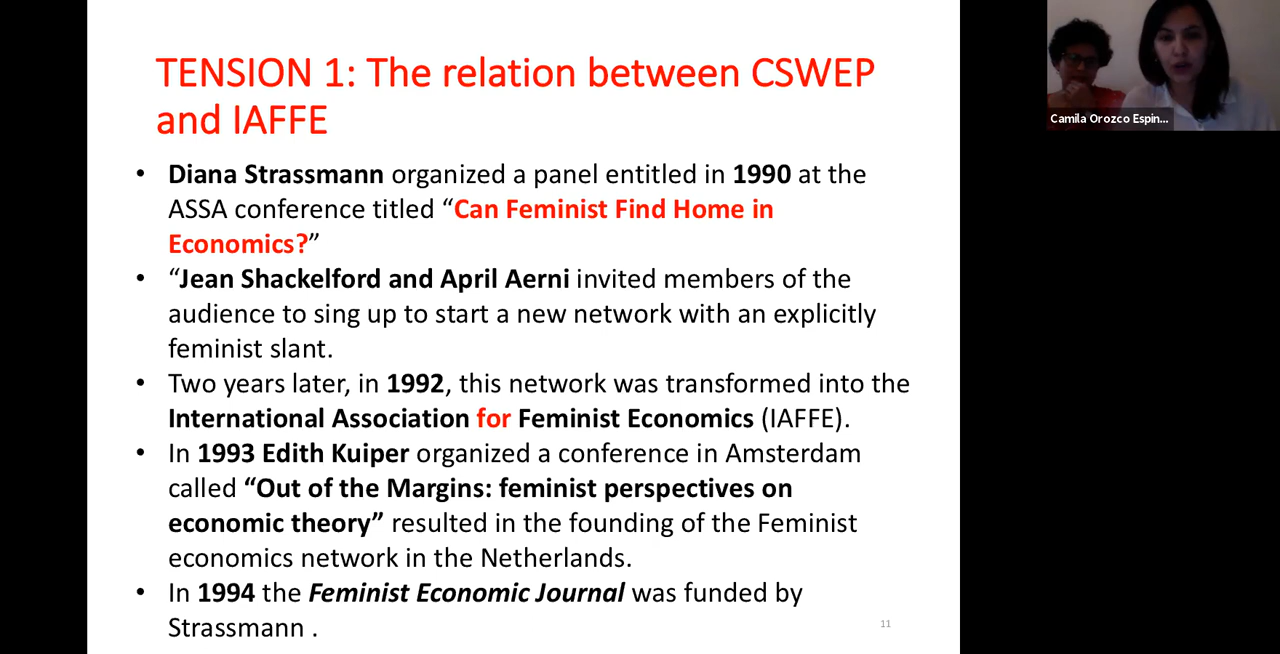 TENSION 1: The relation between CSWEP
and IAFFE
• Diana Strassmann organized a panel entitled in 1990 at the
ASSA conference titled “Can Feminist Find Home in
Economics?”
• “Jean Shackelford and April Aerni invited members of the
audience to sing up to start a new network with an explicitly
feminist slant.
• Two years later, in 1992, this network was transformed into the
International Association for Feminist Economics (IAFFE).
• In 1993 Edith Kuiper organized a conference in Amsterdam
called “Out of the Margins: feminist perspectives on
economic theory” resulted in the founding of the Feminist
economics network in the Netherlands.
• In 1994 the Feminist Economic Journal was funded by
Strassmann .
11
Camila Orozco Espin...